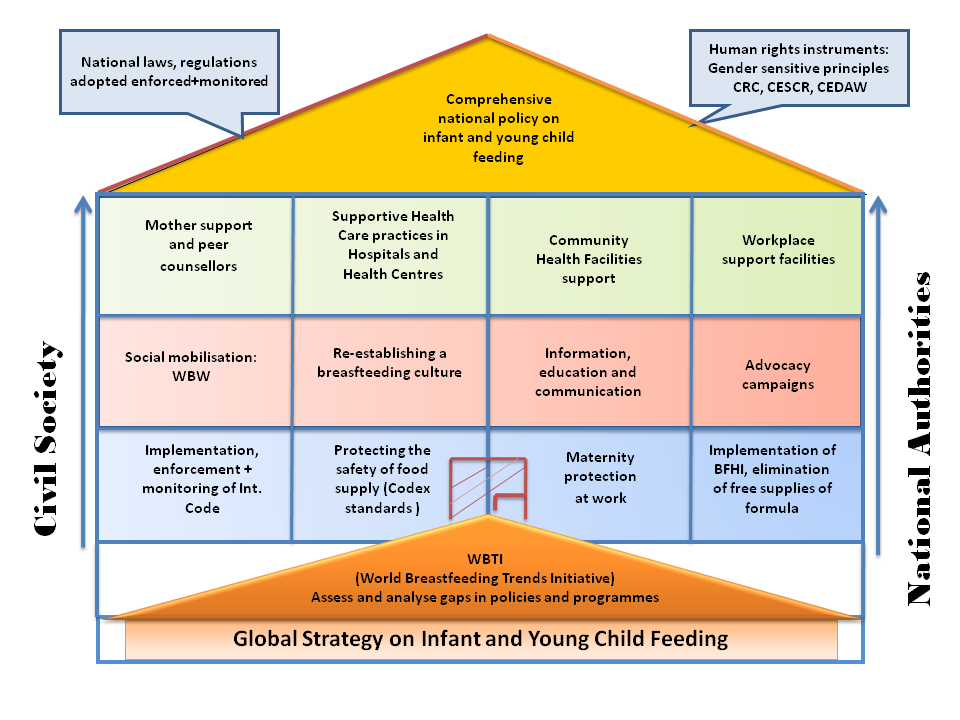 National laws, regulations
adopted enforced+monitored
Human rights instruments:
Gender sensitive principles
CRC, CESCR, CEDAW
Comprehensive
national policy on
infant and young child
feeding
Mother support
and peer
counsellors
Supportive Health
Care practices in
Hospitals and
Health Centres
Community
Health Facilities
support
Workplace
support facilities
Social mobilisation:
WBW
Re-establishing a
breasfteeding culture
Information,
education and
communication
Advocacy
campaigns
Implementation,
enforcement +
monitoring of Int.
Code
Protecting the
safety of food
supply (Codex
standards )
Maternity
protection
at work
Implementation of
BFHI, elimination
of free supplies of
formula
Civil Society
National Authorities
WBTI
(World Breastfeeding Trends Initiative)
Assess and analyse gaps in policies and programmes
Global Strategy on Infant and Young Child Feeding